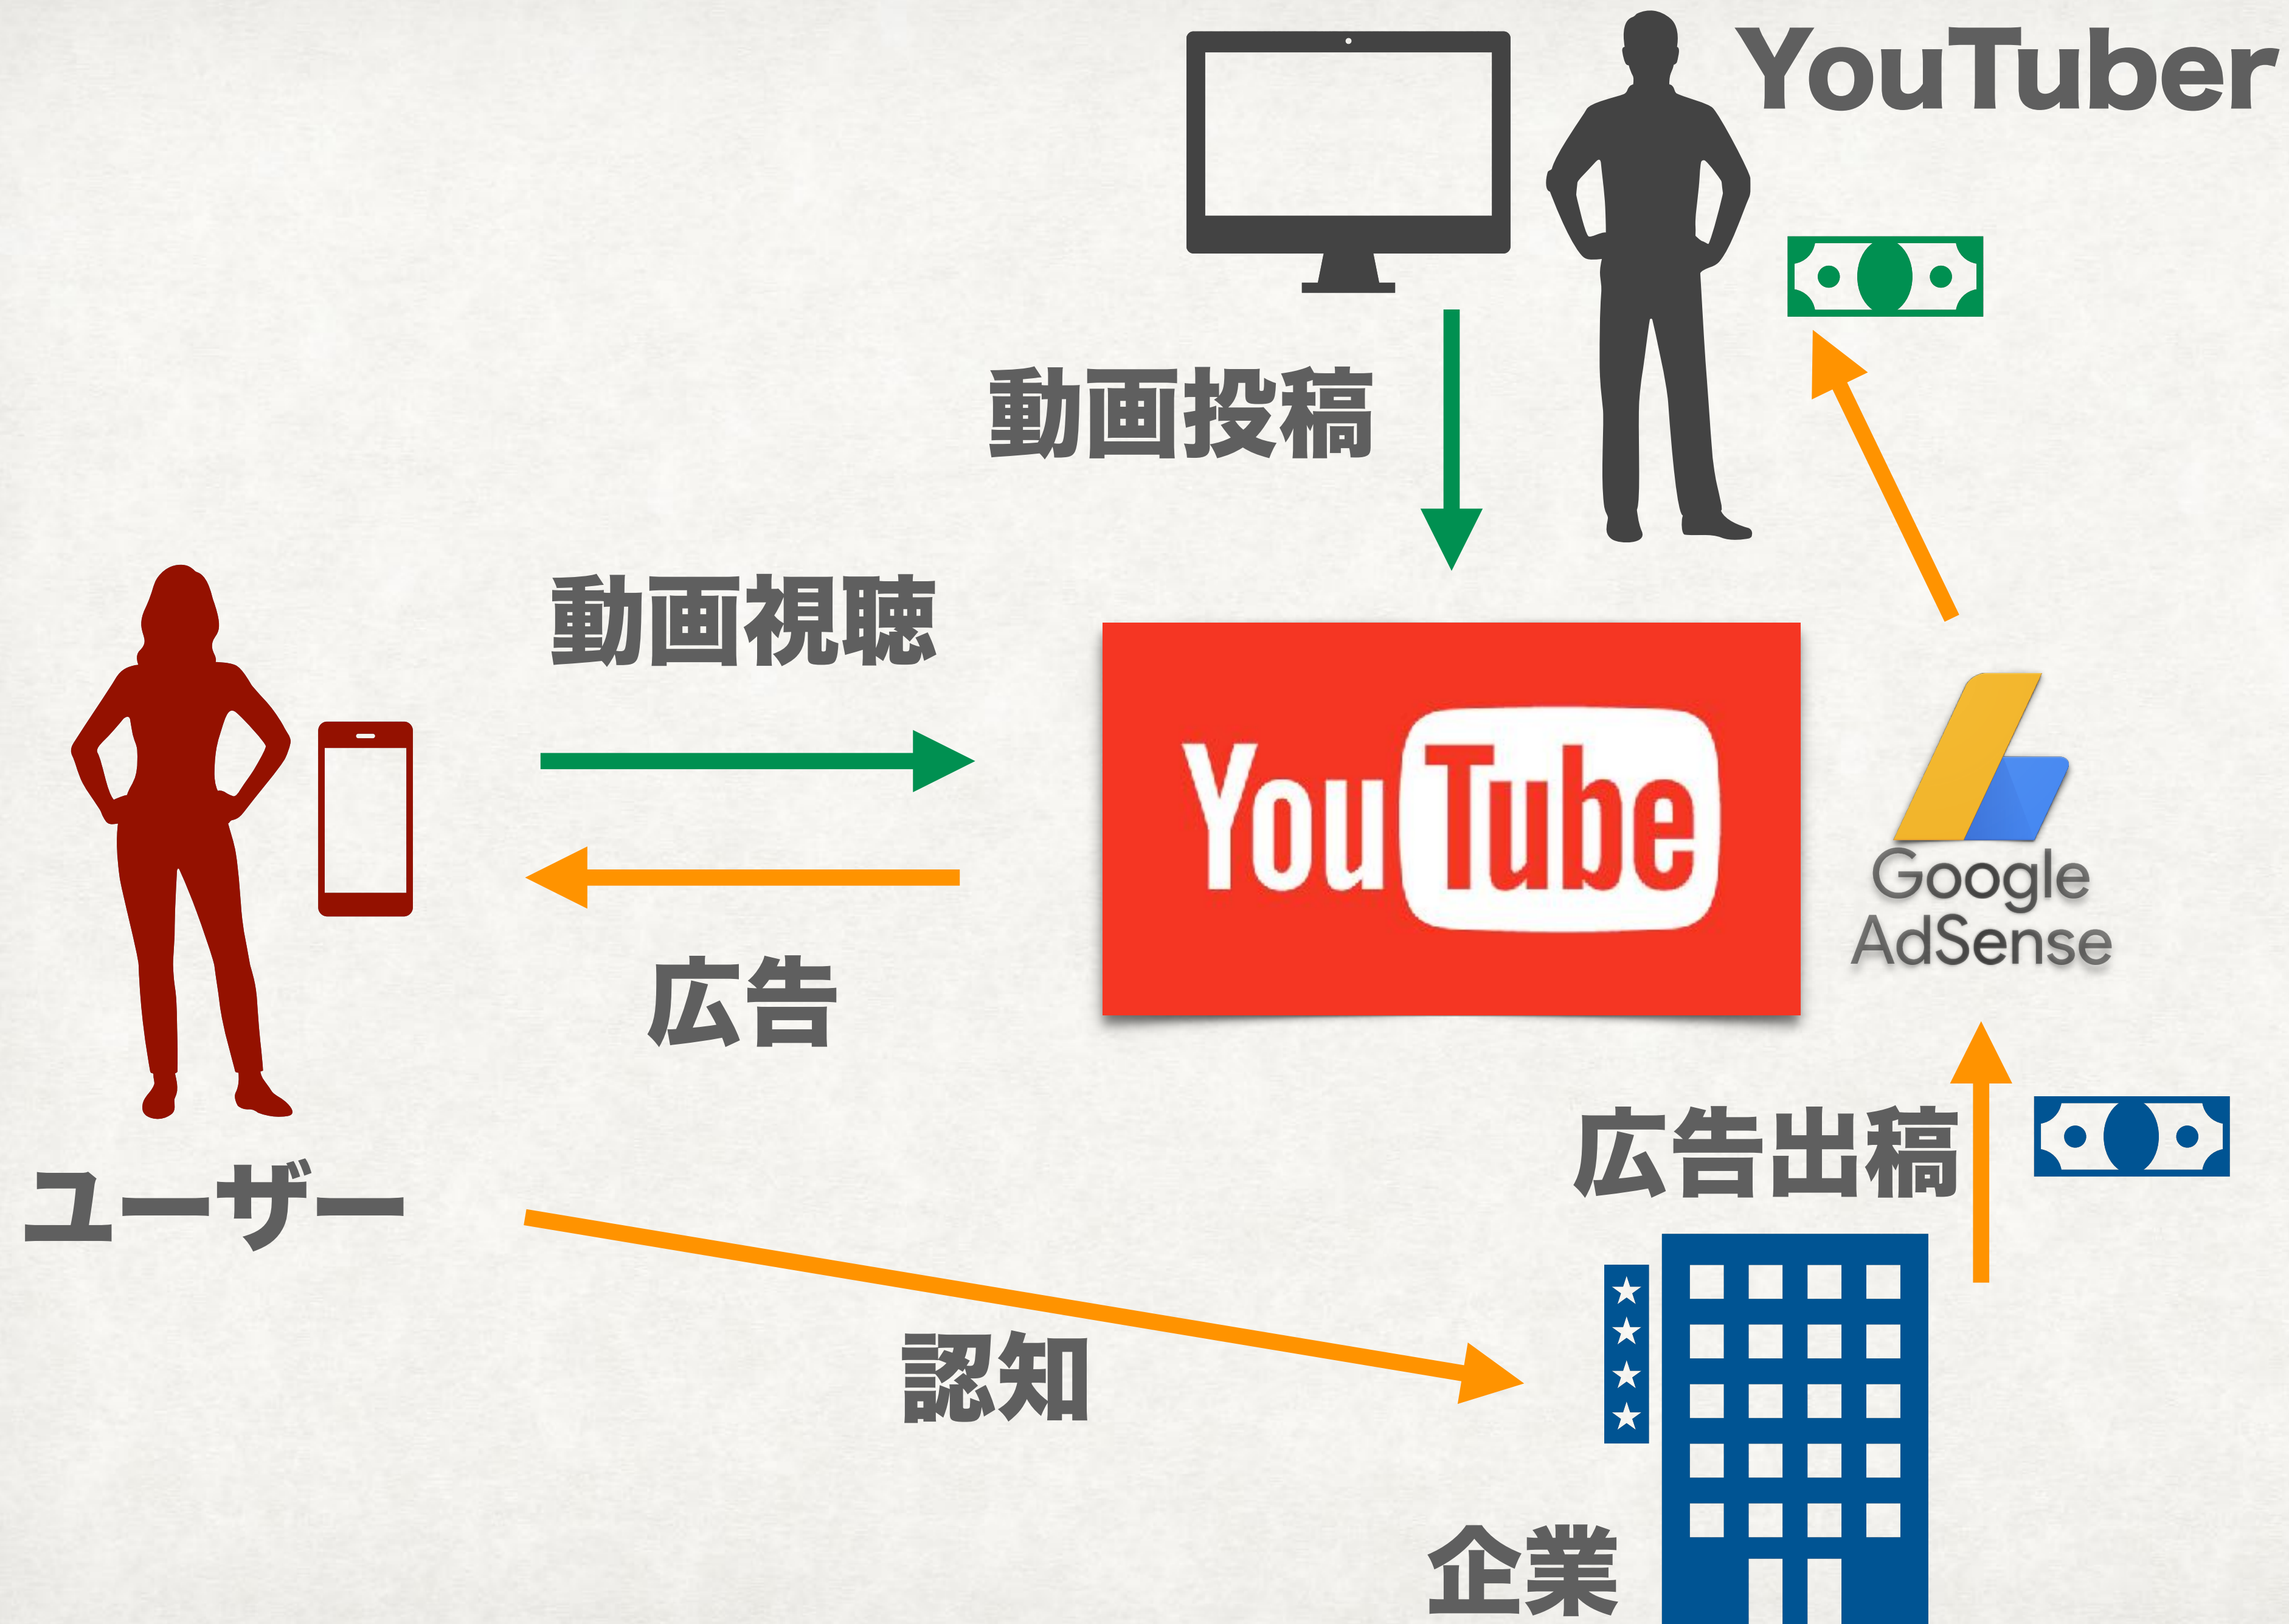 YouTuber
動画投稿
動画視聴
YouTube
Google
AdSense
広告
広告出稿
ユーザー
認知
企業